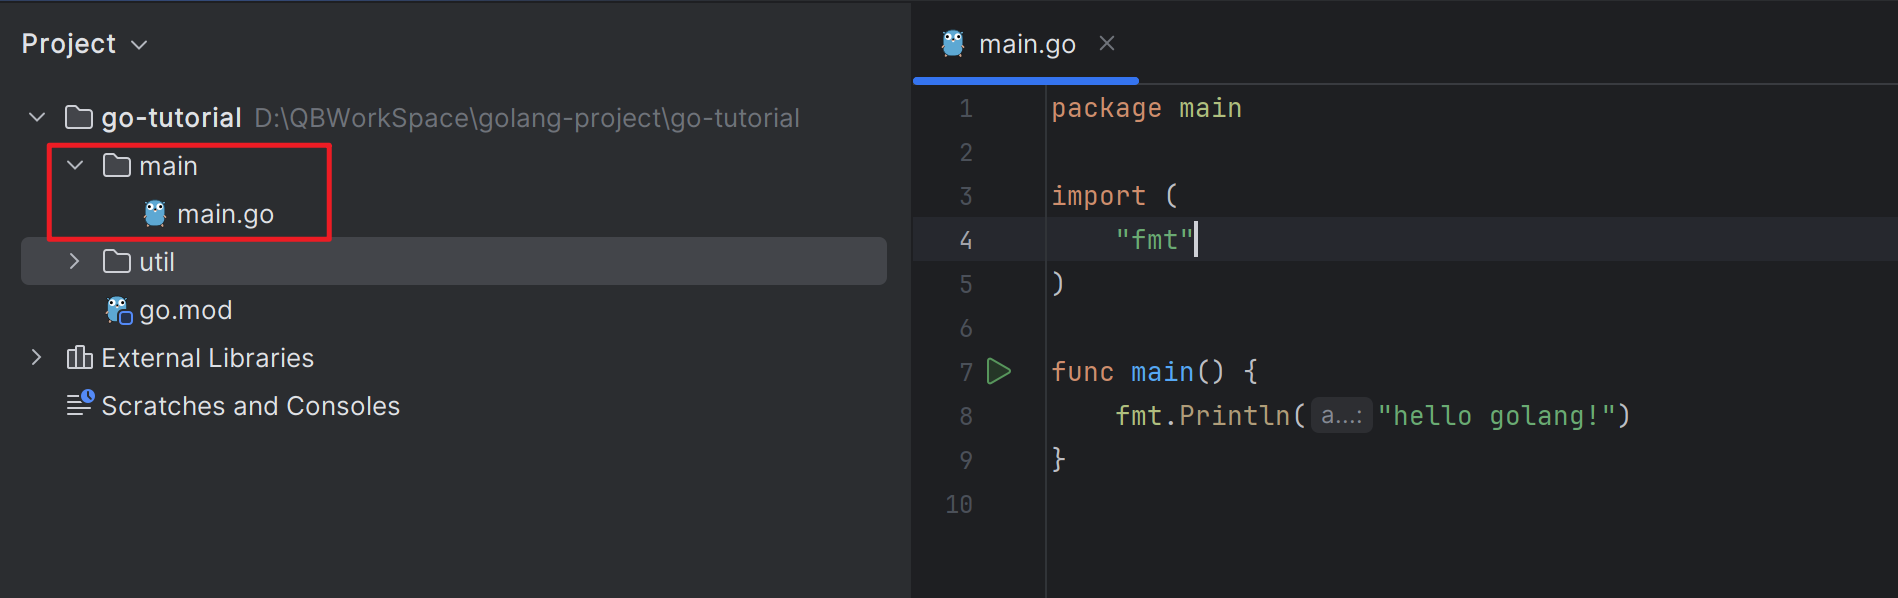 Project
go-tutorial D:\QBWorkSpace\golang-project\go-tutorial
main
main.go
util
go.mod
External Libraries
Scratches and Consoles
main.go
1 package main
2
3 import (
4 "fmt"
5 )
6
7 func main() {
8 fmt.Println( a...: "hello golang!")
9 }
10